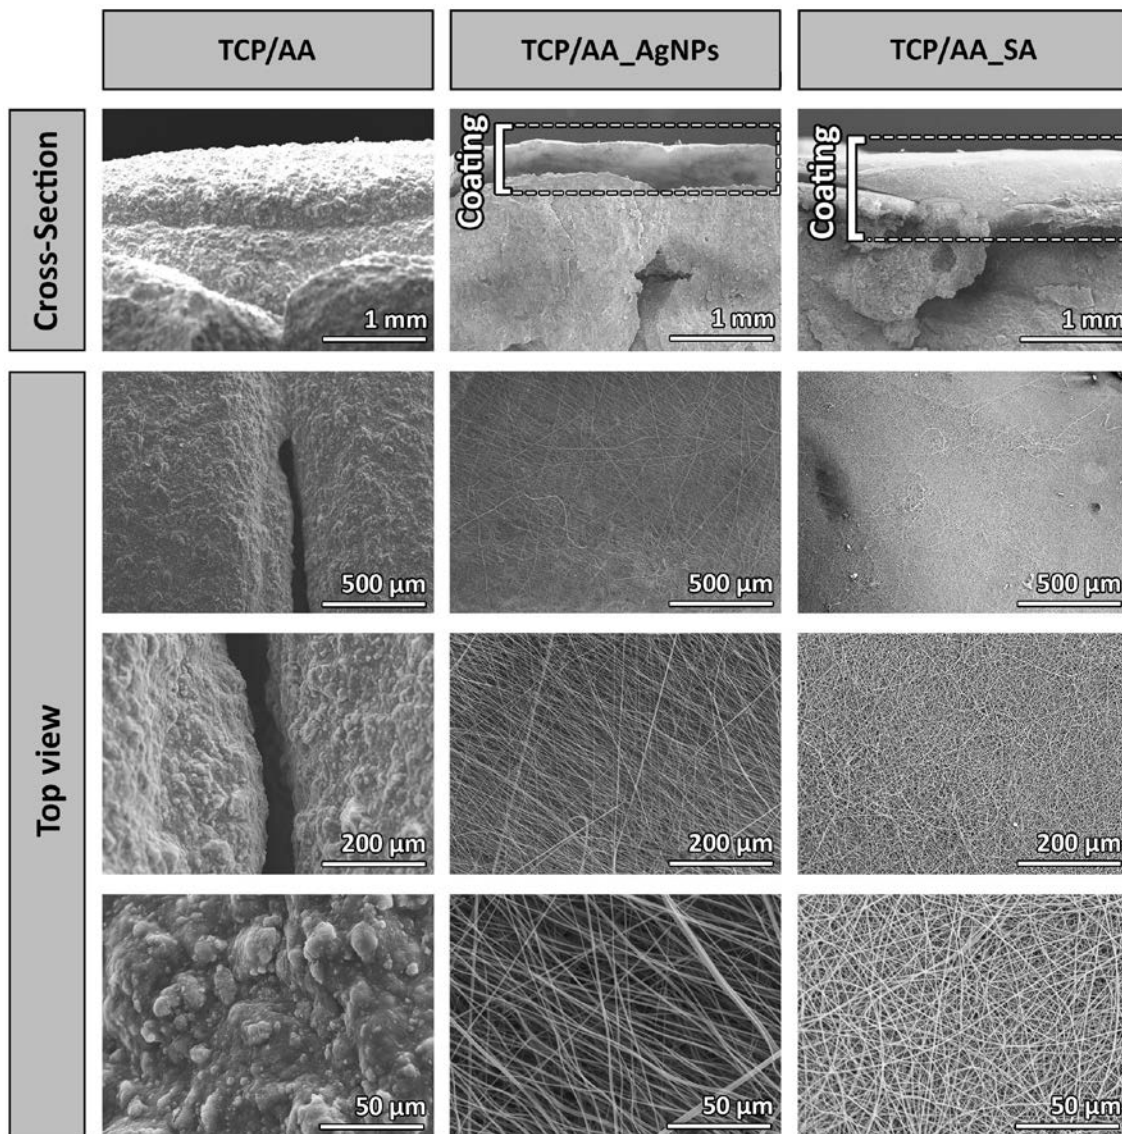 TCP/AA
TCP/AA_AgNPs
TCP/AA_SA
Cross-Section
1 mm
Coating
1 mm
Coating
1 mm
Top view
500 µm
500 µm
500 µm
200 µm
200 µm
200 µm
50 µm
50 µm
50 µm